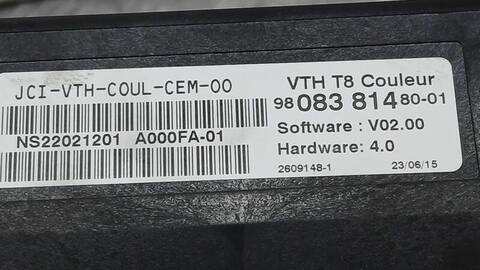 JCI-VTH-COUL-CEM-00
NS22021201 A000FA-01
VTH T8 Couleur
98 083 814 80-01
Software : V02.00
Hardware: 4.0
2609148-1 23/06/15